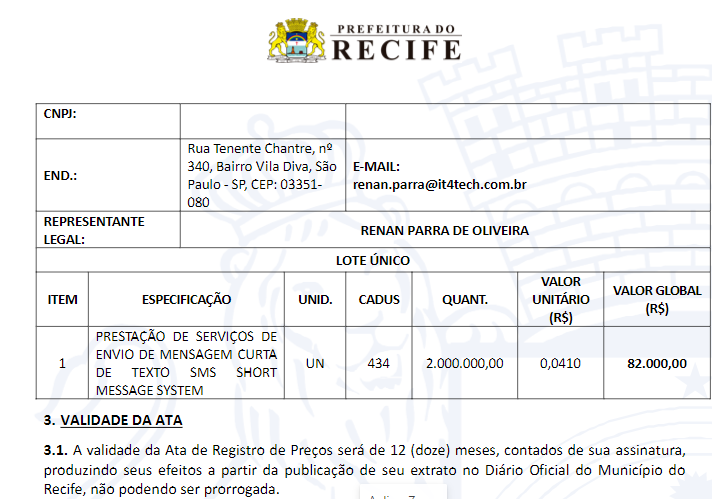 PREFEITURA DO
RECIFE
CNPJ:
END.:
Rua Tenente Chantre, nº
340, Bairro Vila Diva, São
Paulo - SP, CEP: 03351-
080
E-MAIL:
renan.parra@it4tech.com.br
REPRESENTANTE
LEGAL:
RENAN PARRA DE OLIVEIRA
LOTE ÚNICO
ITEM
ESPECIFICAÇÃO
UNID.
CADUS
QUANT.
VALOR
UNITÁRIO
(R$)
VALOR GLOBAL
(R$)
1
PRESTAÇÃO DE SERVIÇOS DE
ENVIO DE MENSAGEM CURTA
DE TEXTO SMS SHORT
MESSAGE SYSTEM
UN
434
2.000.000,00
0,0410
82.000,00
3. VALIDADE DA ATA
3.1. A validade da Ata de Registro de Preços será de 12 (doze) meses, contados de sua assinatura,
produzindo seus efeitos a partir da publicação de seu extrato no Diário Oficial do Município do
Recife, não podendo ser prorrogada.